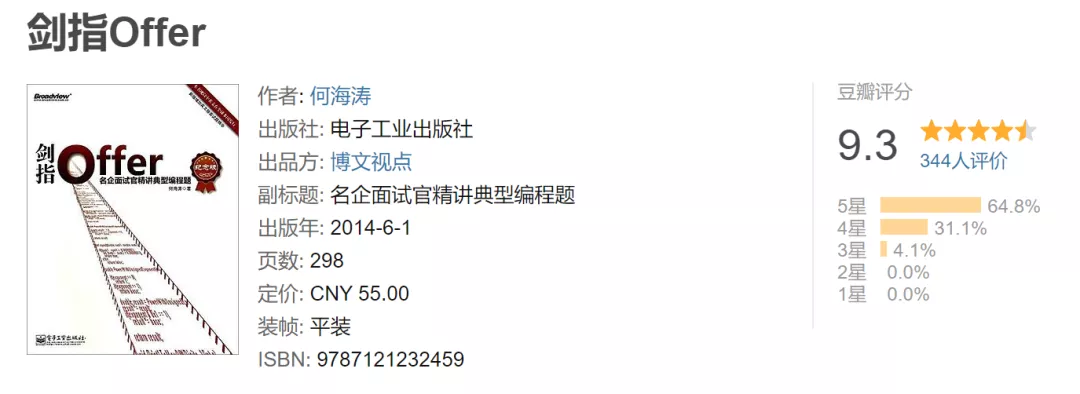 剑指Offer
Broadview®
剑指
Offer
名企面试官精讲典型编程题
何海涛 著
纪念版
电子工业出版社
作者: 何海涛
出版社: 电子工业出版社
出品方: 博文视点
副标题: 名企面试官精讲典型编程题
出版年: 2014-6-1
页数: 298
定价: CNY 55.00
装帧: 平装
ISBN: 9787121232459
豆瓣评分
9.3
344人评价
5星 64.8%
4星 31.1%
3星 4.1%
2星 0.0%
1星 0.0%